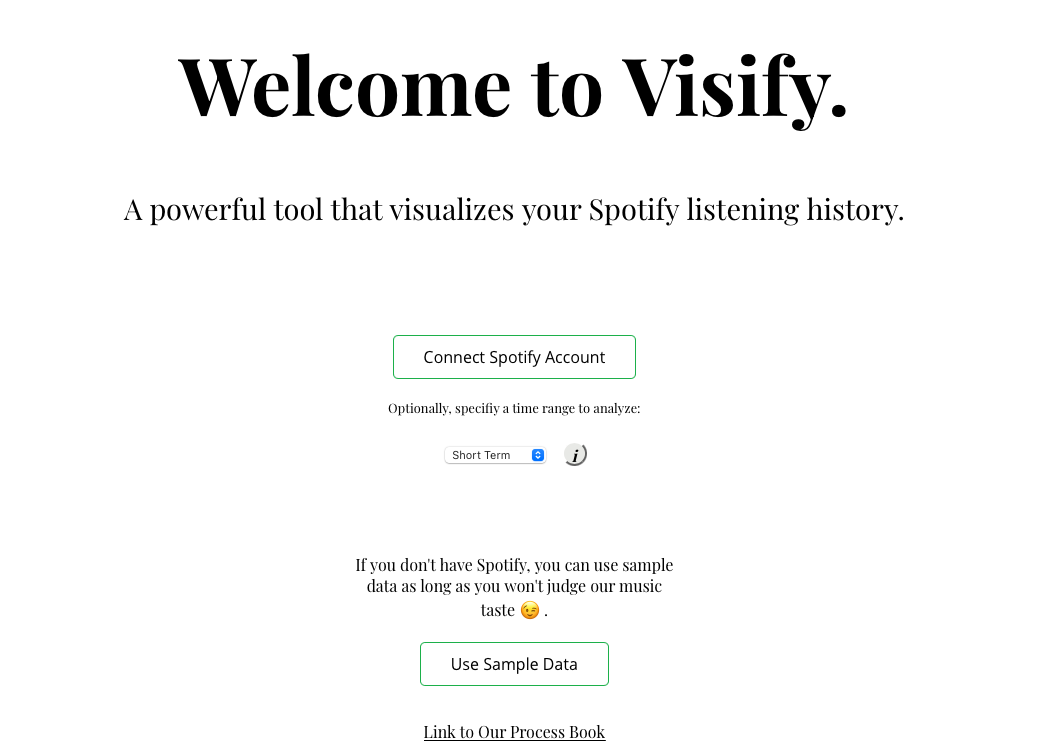 Welcome to Visify.
A powerful tool that visualizes your Spotify listening history.
Connect Spotify Account
Optionally, specifiy a time range to analyze:
Short Term
i
If you don't have Spotify, you can use sample
data as long as you won't judge our music
taste 😉 .
Use Sample Data
Link to Our Process Book